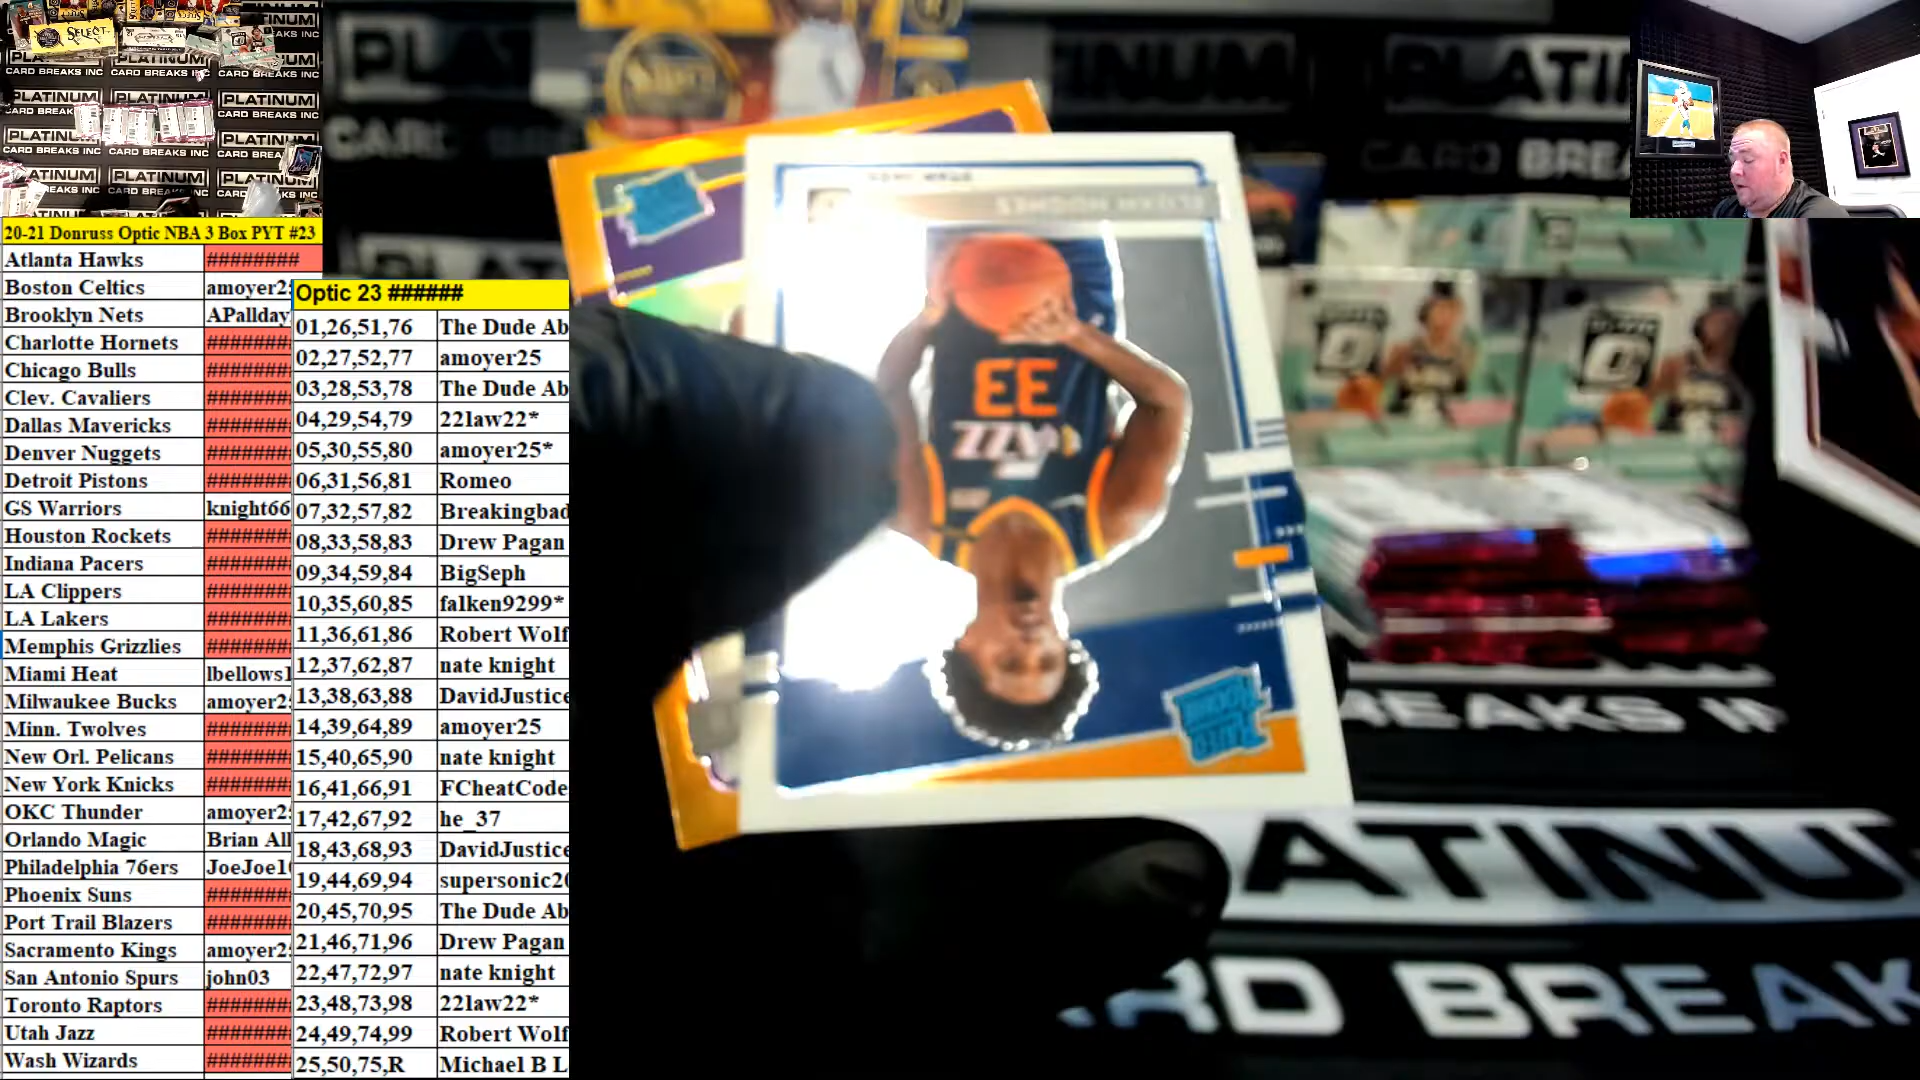 PLATINUM
CARD BREAKS INC
SELECT
20-21 Donruss Optic NBA 3 Box PYT #23
Atlanta Hawks ########
Boston Celtics amoyer2
Brooklyn Nets APallday
Charlotte Hornets #######
Chicago Bulls #######
Clev. Cavaliers #######
Dallas Mavericks #######
Denver Nuggets #######
Detroit Pistons #######
GS Warriors knight66
Houston Rockets #######
Indiana Pacers #######
LA Clippers #######
LA Lakers #######
Memphis Grizzlies #######
Miami Heat lbellows1
Milwaukee Bucks amoyer2
Minn. Twolves #######
New Orl. Pelicans #######
New York Knicks #######
OKC Thunder amoyer2
Orlando Magic Brian All
Philadelphia 76ers JoeJoe1
Phoenix Suns #######
Port Trail Blazers #######
Sacramento Kings amoyer2
San Antonio Spurs john03
Toronto Raptors #######
Utah Jazz #######
Wash Wizards #######
Optic 23 ######
01,26,51,76 The Dude Ab
02,27,52,77 amoyer25
03,28,53,78 The Dude Ab
04,29,54,79 22law22*
05,30,55,80 amoyer25*
06,31,56,81 Romeo
07,32,57,82 Breakingbad
08,33,58,83 Drew Pagan
09,34,59,84 BigSeph
10,35,60,85 falken9299*
11,36,61,86 Robert Wolf
12,37,62,87 nate knight
13,38,63,88 DavidJustice
14,39,64,89 amoyer25
15,40,65,90 nate knight
16,41,66,91 FCheatCode
17,42,67,92 he_37
18,43,68,93 DavidJustice
19,44,69,94 supersonic20
20,45,70,95 The Dude Ab
21,46,71,96 Drew Pagan
22,47,72,97 nate knight
23,48,73,98 22law22*
24,49,74,99 Robert Wolf
25,50,75,R Michael B L
33
RATED ROOKIE
ATINU
RD BREAK